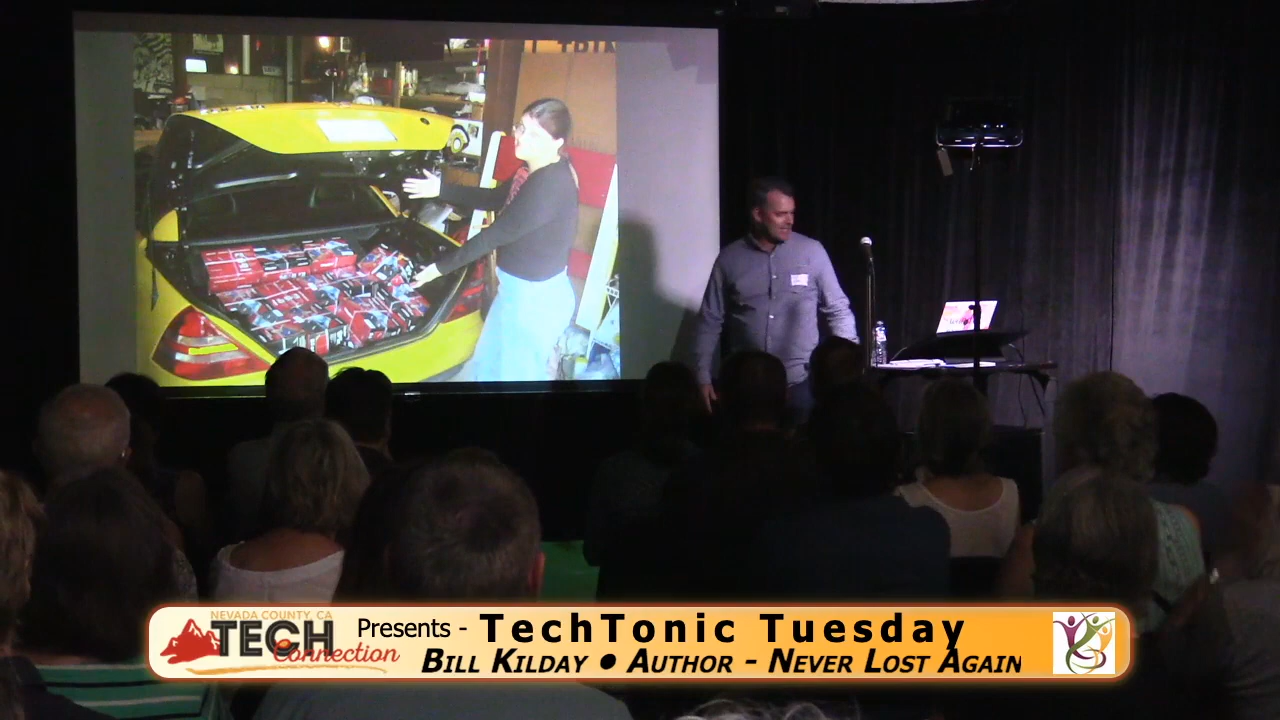 NEVADA COUNTY, CA
TECH
Connection
Presents - TechTonic Tuesday
BILL KILDAY • AUTHOR - NEVER LOST AGAIN